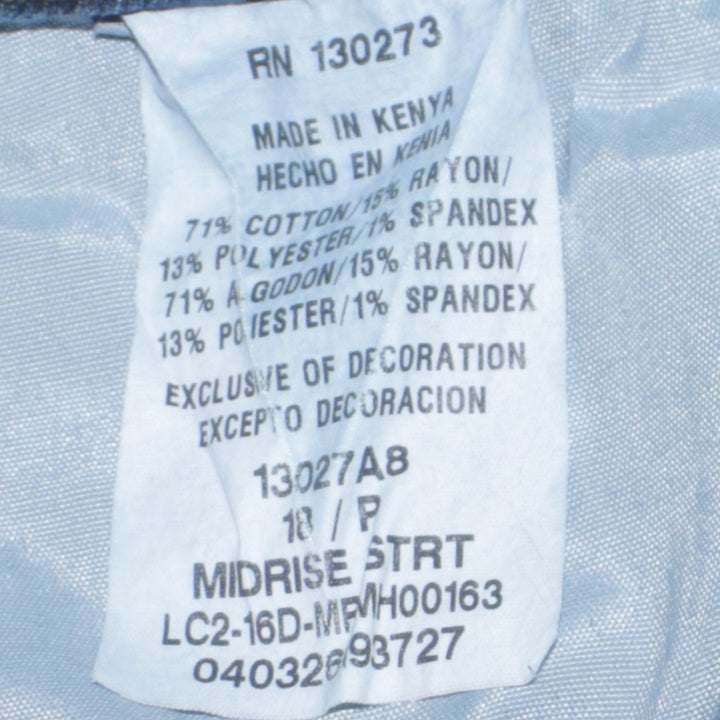 RN 130273
MADE IN KENYA
HECHO EN KENIA
71% COTTON/15% RAYON/
13% POLYESTER/1% SPANDEX
71% ALGODON/15% RAYON/
13% POLIESTER/1% SPANDEX
EXCLUSIVE OF DECORATION
EXCEPTO DECORACION
13027A8
18 / P
MIDRISE STRT